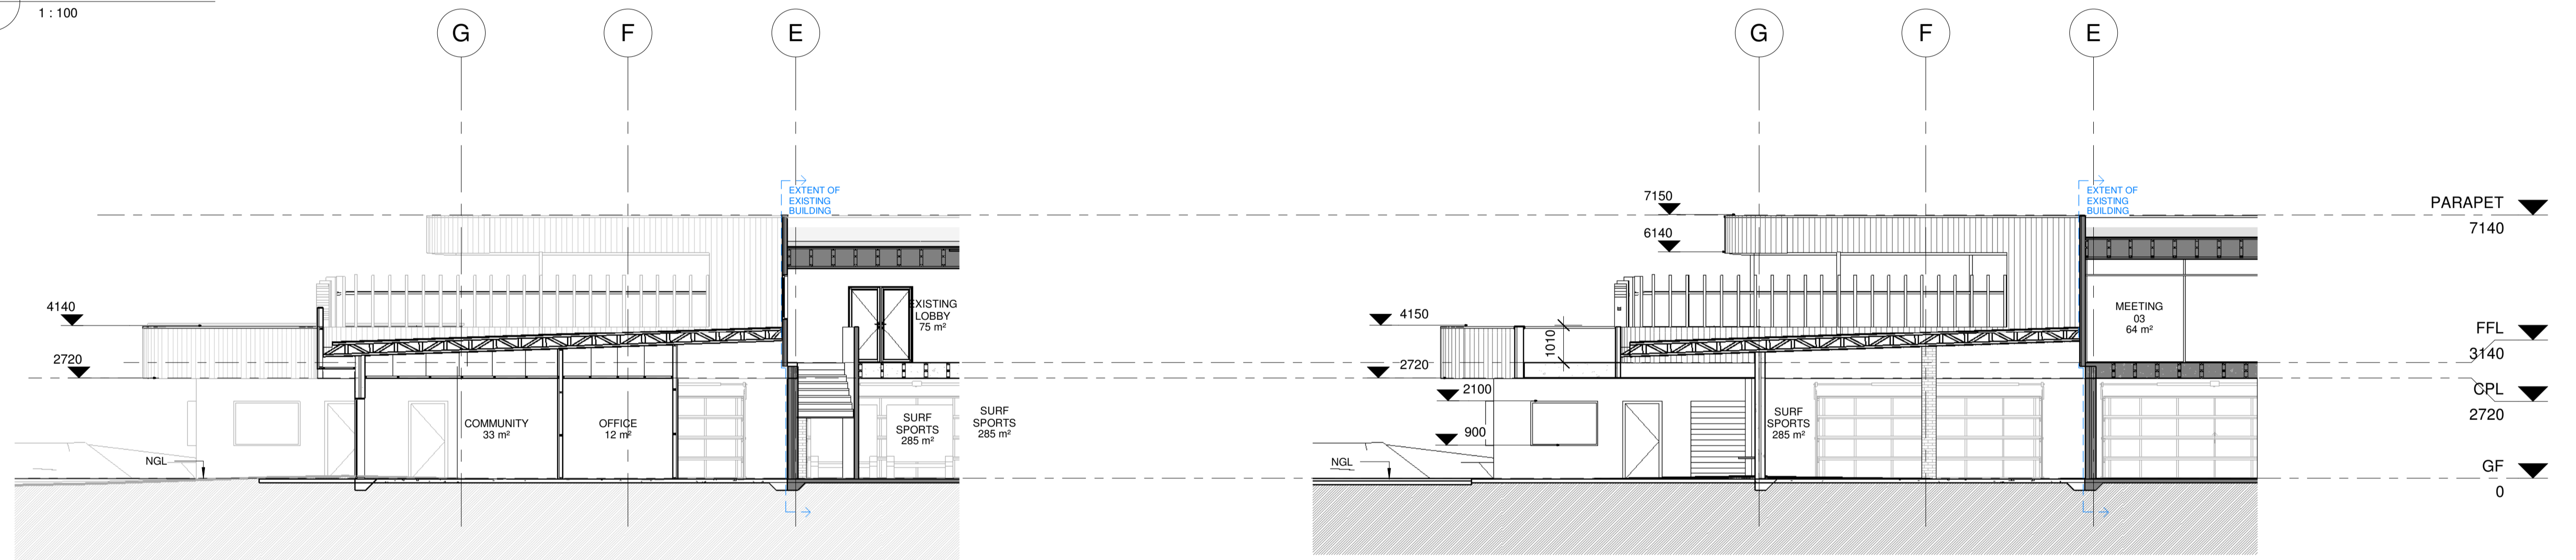 1 : 100
G
F
E
EXTENT OF
EXISTING
BUILDING
4140
2720
EXISTING
LOBBY
75 m²
COMMUNITY
33 m²
OFFICE
12 m²
SURF
SPORTS
285 m²
SURF
SPORTS
285 m²
NGL
G
F
E
EXTENT OF
EXISTING
BUILDING
7150
6140
4150
1010
2720
2100
900
MEETING
03
64 m²
SURF
SPORTS
285 m²
NGL
PARAPET
7140
FFL
3140
CPL
2720
GF
0